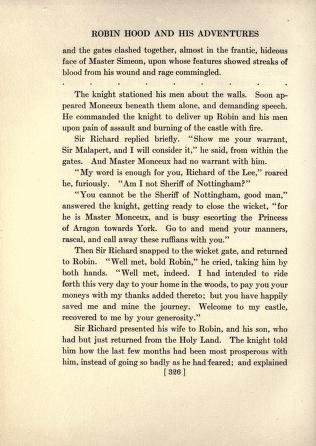 ROBIN HOOD AND HIS ADVENTURES
and the gates clashed together, almost in the frantic, hideous
face of Master Simeon, upon whose features showed streaks of
blood from his wound and rage commingled.
. . . . . . . . .
The knight stationed his men about the walls. Soon ap-
peared Monceux beneath them alone, and demanding speech.
He commanded the knight to deliver up Robin and his men
upon pain of assault and burning of the castle with fire.
Sir Richard replied briefly. "Show me your warrant,
Sir Malapert, and I will consider it," he said, from within the
gates. And Master Monceux had no warrant with him.
"My word is enough for you, Richard of the Lee," roared
he, furiously. "Am I not Sheriff of Nottingham?"
"You cannot be the Sheriff of Nottingham, good man,"
answered the knight, getting ready to close the wicket, "for
he is Master Monceux, and is busy escorting the Princess
of Aragon towards York. Go to and mend your manners,
rascal, and call away these ruffians with you."
Then Sir Richard snapped to the wicket gate, and returned
to Robin. "Well met, bold Robin," he cried, taking him by
both hands. "Well met, indeed. I had intended to ride
forth this very day to your home in the woods, to pay you your
moneys with my thanks added thereto; but you have happily
saved me and mine the journey. Welcome to my castle,
recovered to me by your generosity."
Sir Richard presented his wife to Robin, and his son, who
had but just returned from the Holy Land. The knight told
him how the last few months had been most prosperous with
him, instead of going so badly as he had feared; and explained
[ 326 ]